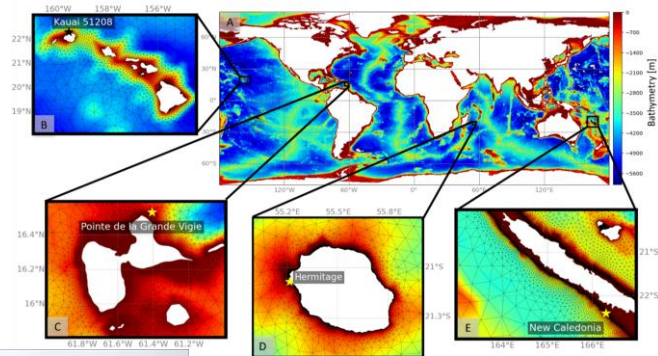 160°W 158°W 156°W
Kauai 51208
22°N
21°N
20°N
19°N
B
A
60°N
30°N
0°
30°S
60°S
120°W 60°W 0° 60°E 120°E
0
-700
-1400
-2100
-2800
-3500
-4200
-4900
-5600
Bathymetry [m]
Pointe de la Grande Vigie
16.4°N
16.2°N
16°N
C
61.8°W 61.6°W 61.4°W 61.2°W
55.2°E 55.5°E 55.8°E
Hermitage
21°S
21.3°S
D
21°S
22°S
New Caledonia
E
164°E 165°E 166°E